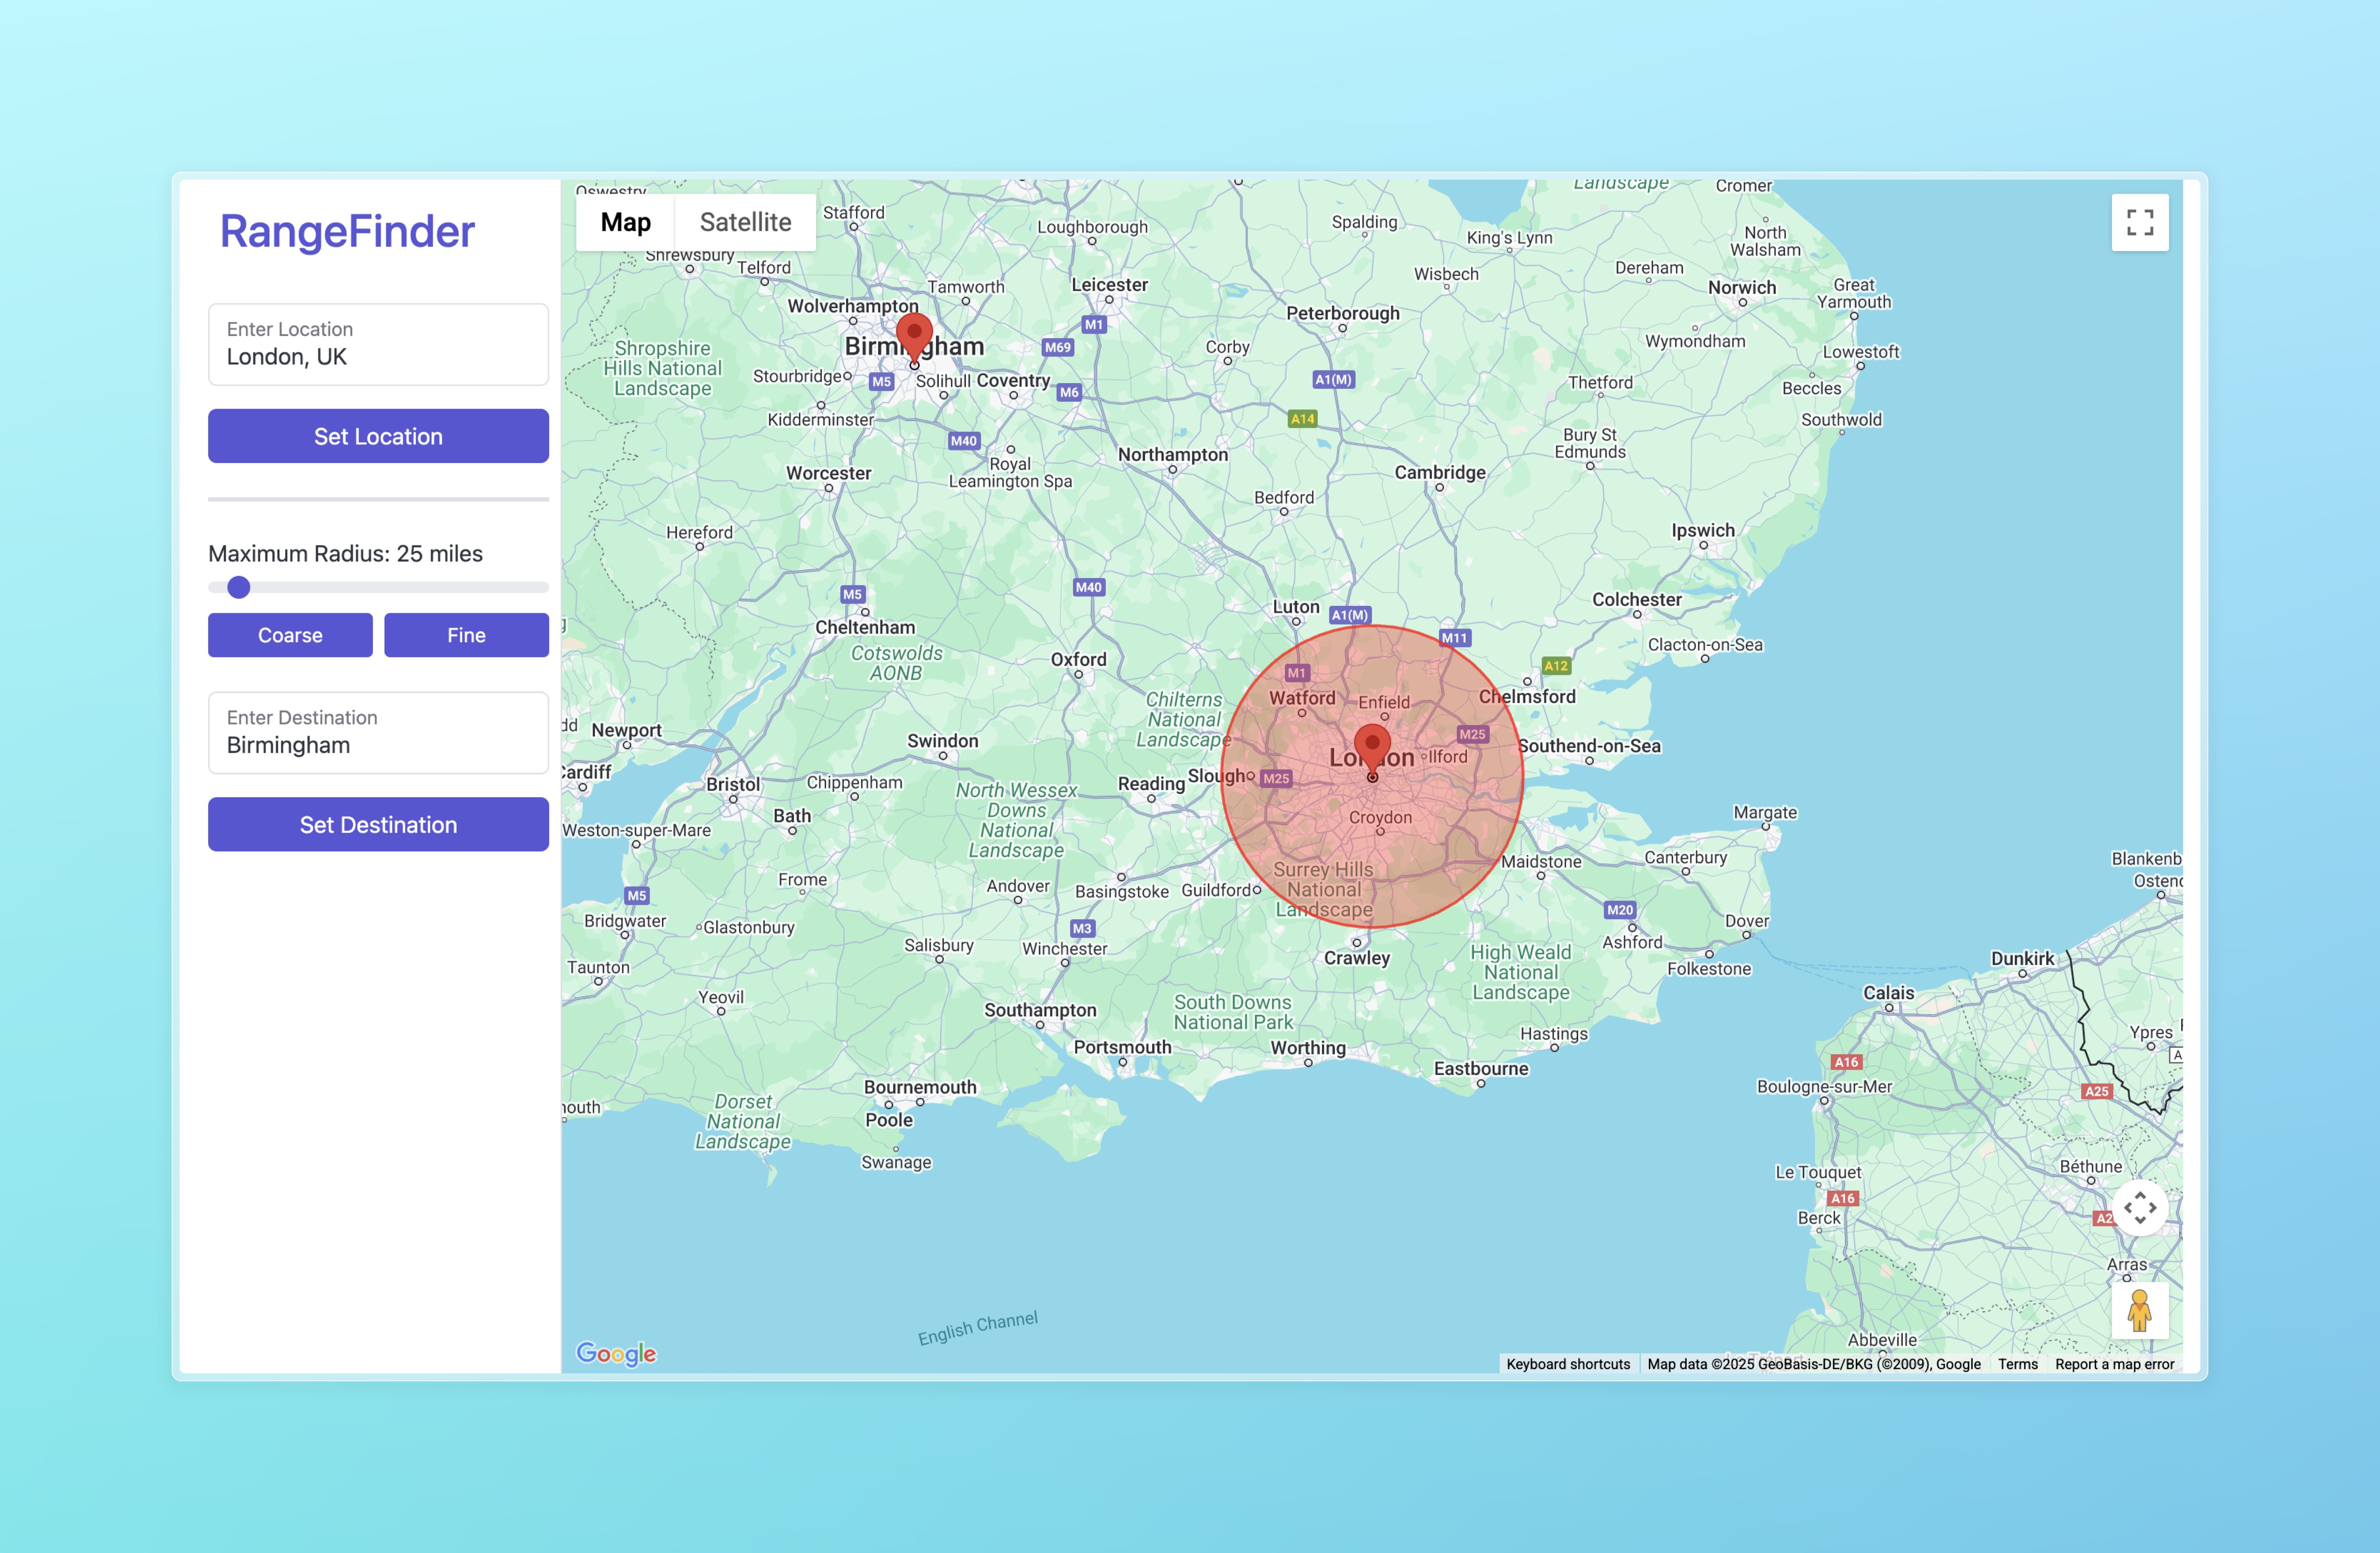 RangeFinder
Enter Location
London, UK
Set Location
Maximum Radius: 25 miles
Coarse
Fine
Enter Destination
Birmingham
Set Destination
Map
Satellite
Oswestry
Stafford
Loughborough
Spalding
King's Lynn
Landscape
Cromer
North
Walsham
Shrewsbury
Telford
Tamworth
Leicester
Wisbech
Dereham
Norwich
Great
Yarmouth
Wolverhampton
M1
Peterborough
Wymondham
Birmingham
M69
Corby
Lowestoft
Shropshire
Hills National
Landscape
Stourbridge
M5
Solihull
Coventry
M6
A1(M)
Thetford
Beccles
Kidderminster
A14
Southwold
M40
Royal
Leamington Spa
Northampton
Bury St
Edmunds
Worcester
Cambridge
Bedford
Hereford
Ipswich
M5
M40
Luton
A1(M)
Colchester
Cheltenham
M11
Clacton-on-Sea
Cotswolds
AONB
Oxford
M1
A12
Chilterns
National
Landscape
Watford
Enfield
Chelmsford
Newport
Swindon
M25
Southend-on-Sea
London
Ilford
Cardiff
Bristol
Chippenham
Reading
Slough
M25
North Wessex
Downs
National
Landscape
Bath
Croydon
Margate
Weston-super-Mare
Maidstone
Canterbury
Blankenb
Ostend
Frome
Andover
Basingstoke
Guildford
Surrey Hills
National
Landscape
M5
M20
Bridgwater
Glastonbury
M3
Dover
Salisbury
Winchester
Ashford
Crawley
High Weald
National
Landscape
Taunton
Folkestone
Dunkirk
Yeovil
Calais
Southampton
South Downs
National Park
Hastings
Ypres
Portsmouth
Worthing
Eastbourne
A16
Bournemouth
Boulogne-sur-Mer
A25
mouth
Dorset
National
Landscape
Poole
Swanage
Béthune
Le Touquet
A16
Berck
A2
Arras
English Channel
Abbeville
Google
Keyboard shortcuts
Map data ©2025 GeoBasis-DE/BKG (©2009), Google
Terms
Report a map error